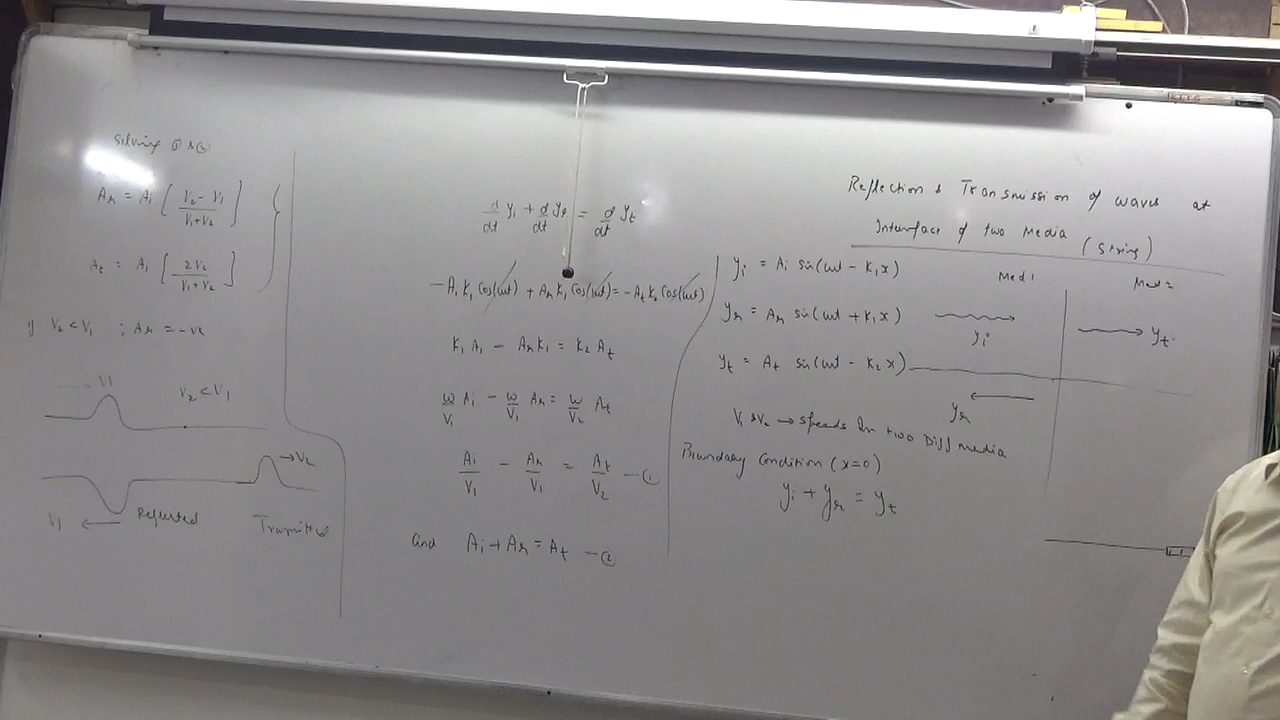 Reflection & Transmission of waves at
Interface of two Media (String)
y_i = A_i sin(ωt - k_1x)
y_r = A_r sin(ωt + k_1x)
y_t = A_t sin(ωt - k_2x)
Med 1
Med 2
y_i
y_t
y_r
V_1 & V_2 → speeds in two Diff media
Boundary Condition (x=0)
y_i + y_r = y_t
d/dt y_i + d/dt y_r = d/dt y_t
-A_i k_1 Cos(ωt) + A_r k_1 Cos(ωt) = -A_t k_2 Cos(ωt)
k_1 A_i - A_r k_1 = k_2 A_t
ω/V_1 A_i - ω/V_1 A_r = ω/V_2 A_t
A_i/V_1 - A_r/V_1 = A_t/V_2 - ①
and A_i + A_r = A_t - ②
Solving ① & ②
A_r = A_i [ (V_2 - V_1)/(V_1+V_2) ]
A_t = A_i [ 2V_2/(V_1+V_2) ]
if V_2 < V_1 ; A_r = -ve
V_1
V_2 < V_1
→ V_2
V_1 ← Reflected
Transmitted